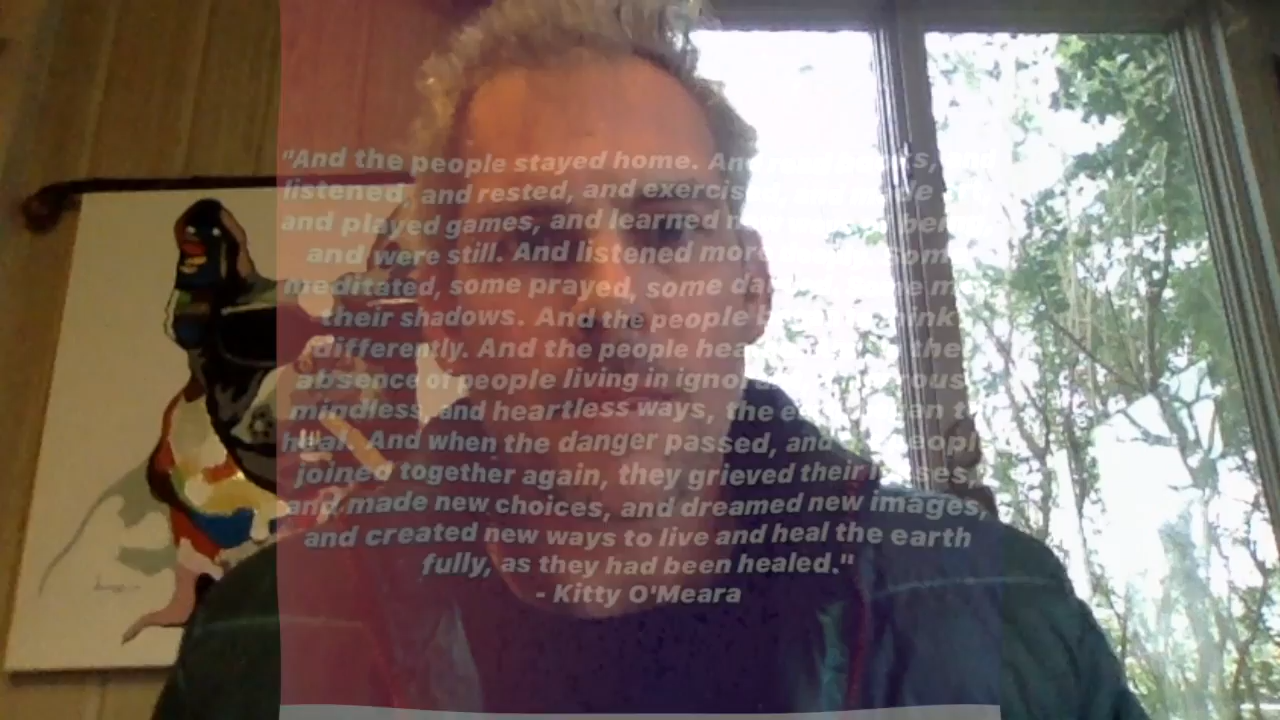 "And the people stayed home. And
listened, and rested, and
and played games, and learned
and were still. And listened more
meditated, some prayed, some
their shadows. And the people
differently. And the people
absence of people living in
mindless, and heartless ways, the
heal. And when the danger passed, and
joined together again, they grieved their
and made new choices, and dreamed new images,
and created new ways to live and heal the earth
fully, as they had been healed."
- Kitty O'Meara